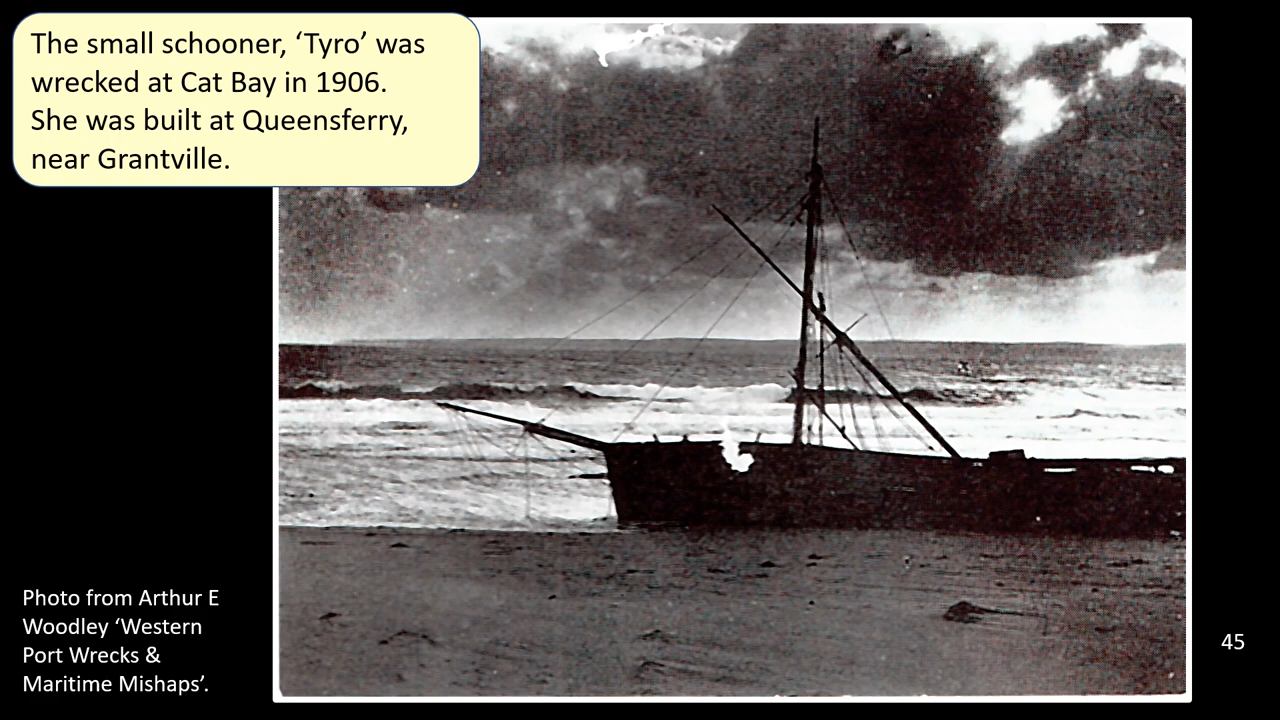 The small schooner, ‘Tyro’ was
wrecked at Cat Bay in 1906.
She was built at Queensferry,
near Grantville.
Photo from Arthur E
Woodley ‘Western
Port Wrecks &
Maritime Mishaps’.
45